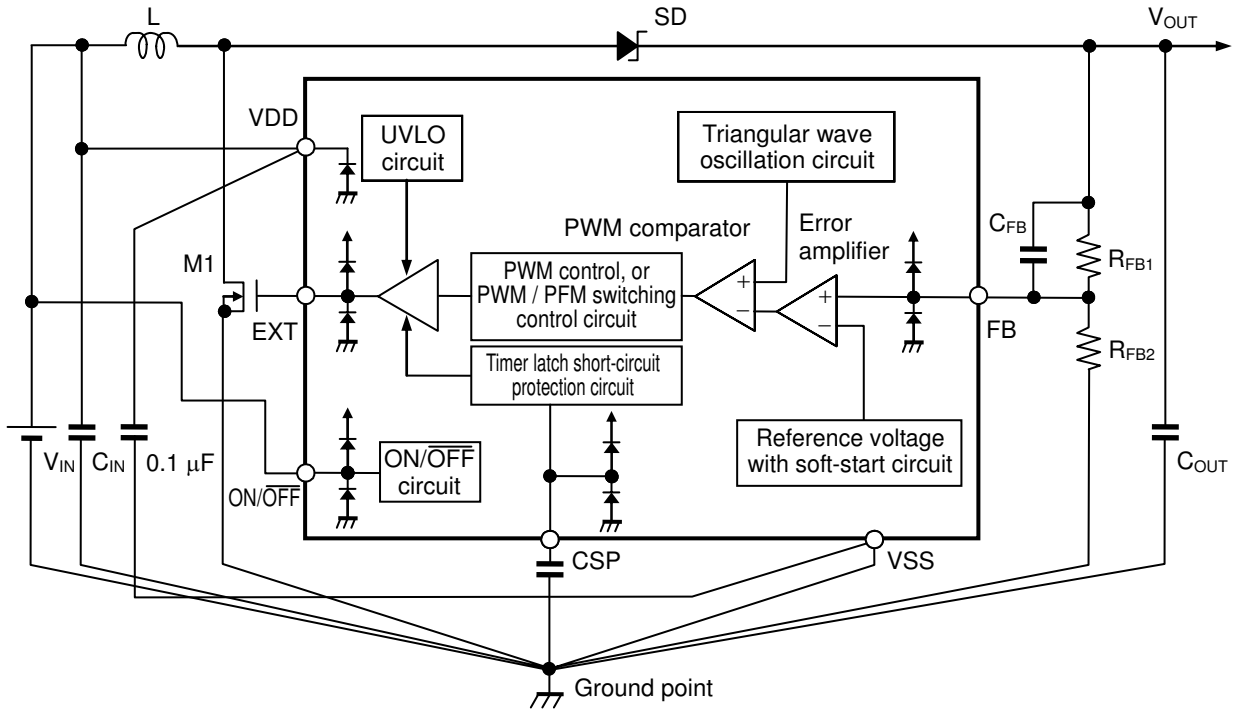 L
SD
VOUT
VDD
UVLO
circuit
Triangular wave
oscillation circuit
PWM comparator
Error
amplifier
CFB
RFB1
M1
+
−
+
−
PWM control, or
PWM / PFM switching
control circuit
EXT
FB
RFB2
Timer latch short-circuit
protection circuit
Reference voltage
with soft-start circuit
VIN
CIN
0.1 µF
ON/O̅F̅F̅
circuit
COUT
ON/O̅F̅F̅
CSP
VSS
Ground point